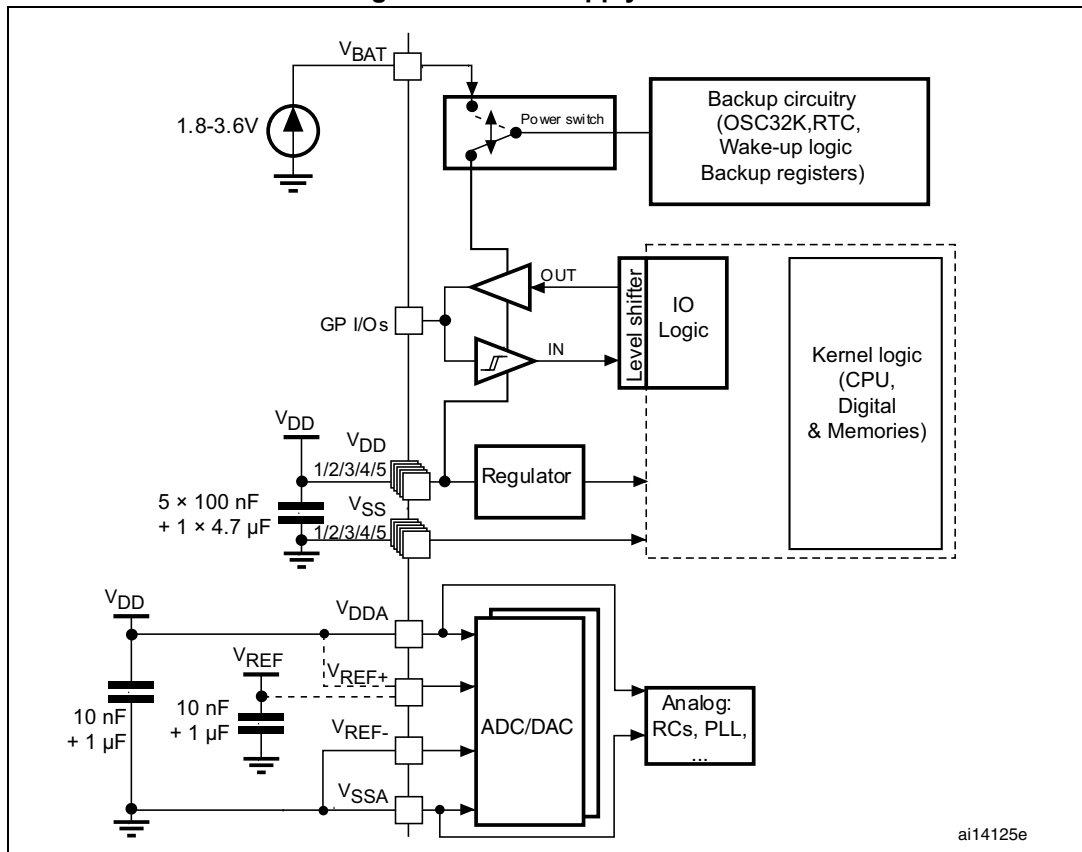 VBAT
1.8-3.6V
Power switch
Backup circuitry
(OSC32K,RTC,
Wake-up logic
Backup registers)
GP I/Os
OUT
IN
Level shifter
IO
Logic
Kernel logic
(CPU,
Digital
& Memories)
VDD
VDD
1/2/3/4/5
Regulator
5 × 100 nF
+ 1 × 4.7 µF
VSS
1/2/3/4/5
VDD
VDDA
VREF
VREF+
10 nF
+ 1 µF
10 nF
+ 1 µF
VREF-
VSSA
ADC/DAC
Analog:
RCs, PLL,
...
ai14125e